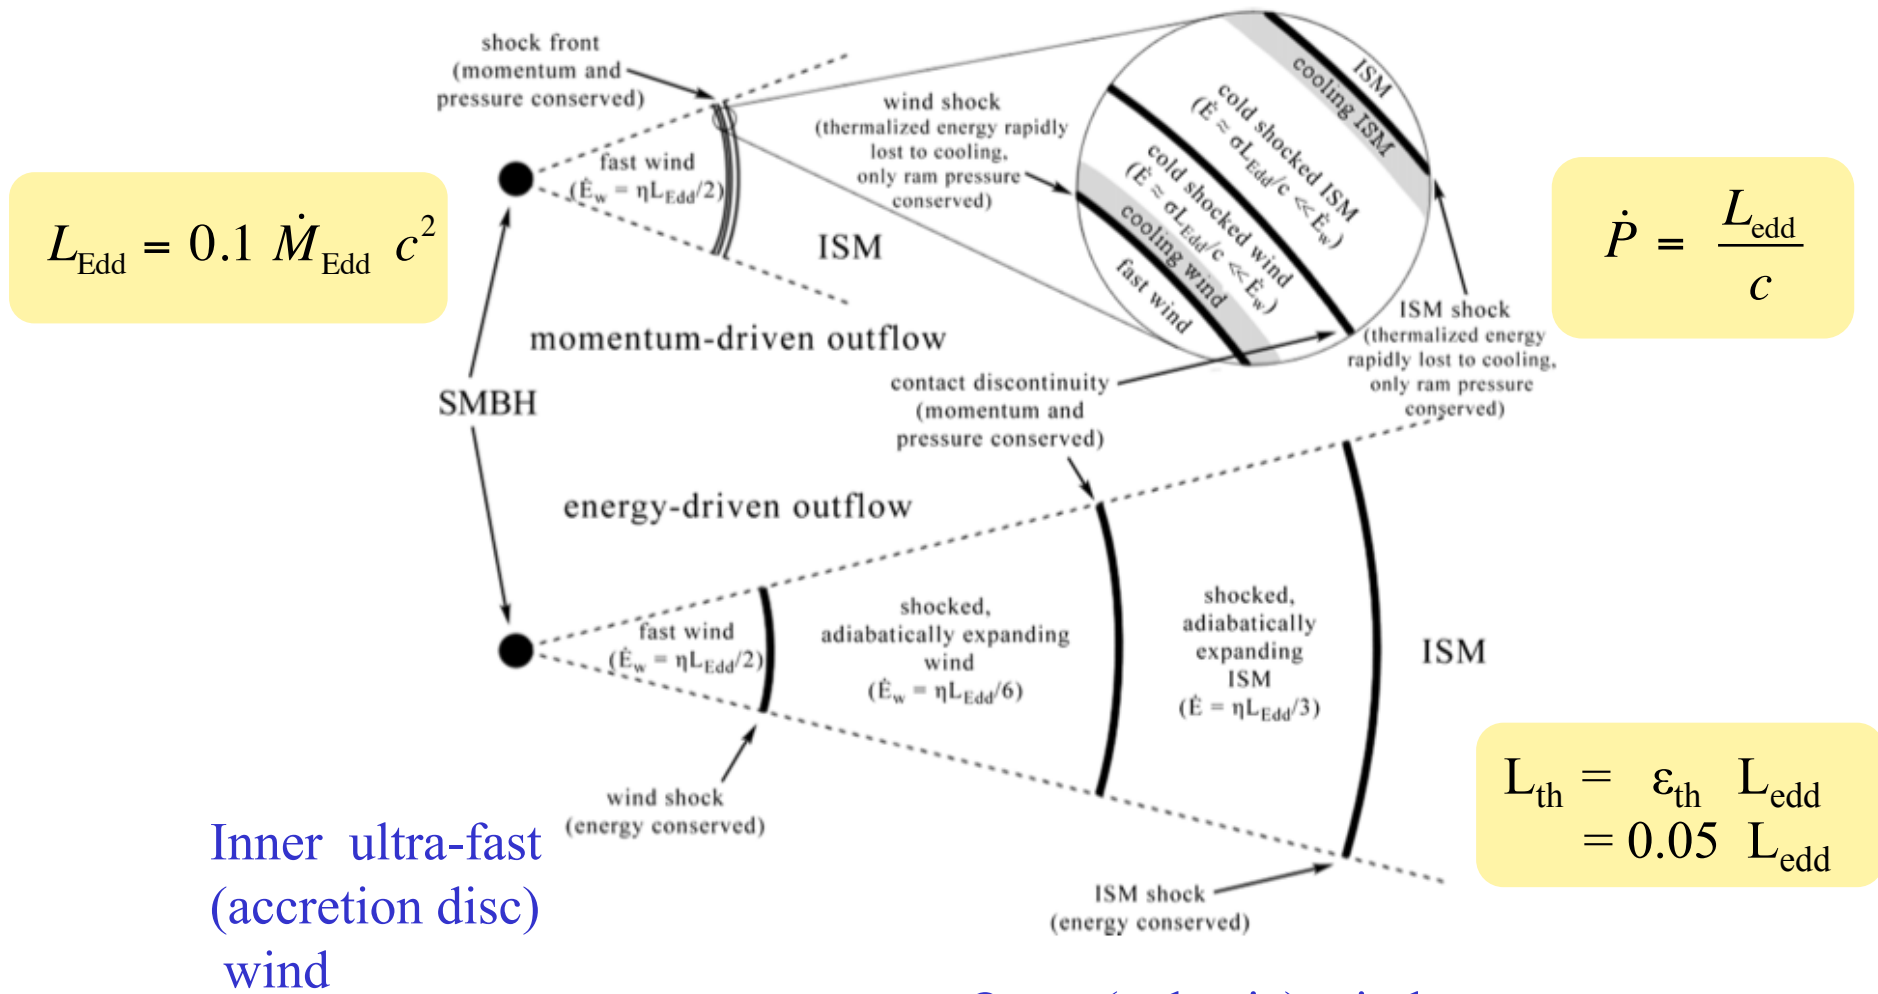 shock front
(momentum and
pressure conserved)
fast wind
(Ė_w = ηL_Edd/2)
ISM
momentum-driven outflow
wind shock
(thermalized energy rapidly
lost to cooling,
only ram pressure
conserved)
ISM
cooling ISM
cold shocked ISM
(Ė ≈ σL_Edd/c ≪ Ė_w)
cold shocked wind
(Ė ≈ σL_Edd/c ≪ Ė_w)
cooling wind
fast wind
L_Edd = 0.1 Ṁ_Edd c²
Ṗ = L_edd / c
ISM shock
(thermalized energy
rapidly lost to cooling,
only ram pressure
conserved)
contact discontinuity
(momentum and
pressure conserved)
SMBH
energy-driven outflow
fast wind
(Ė_w = ηL_Edd/2)
shocked,
adiabatically expanding
wind
(Ė_w = ηL_Edd/6)
shocked,
adiabatically
expanding
ISM
(Ė = ηL_Edd/3)
ISM
wind shock
(energy conserved)
ISM shock
(energy conserved)
L_th = ε_th L_edd
= 0.05 L_edd
Inner ultra-fast
(accretion disc)
wind